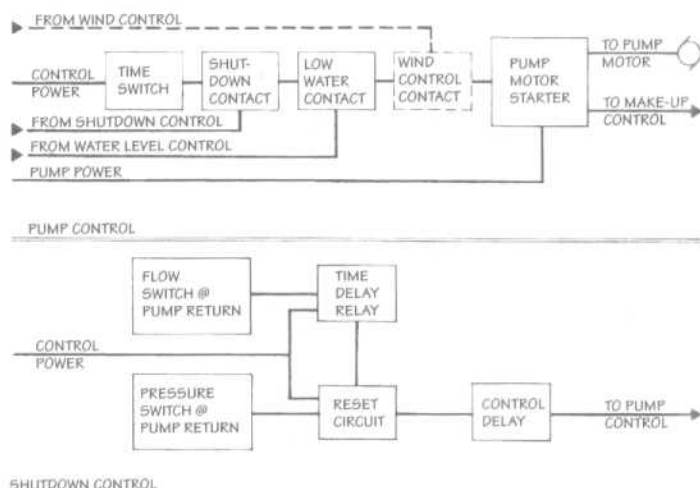 FROM WIND CONTROL
CONTROL
POWER
TIME
SWITCH
SHUT-
DOWN
CONTACT
LOW
WATER
CONTACT
WIND
CONTROL
CONTACT
PUMP
MOTOR
STARTER
TO PUMP
MOTOR
TO MAKE-UP
CONTROL
FROM SHUTDOWN CONTROL
FROM WATER LEVEL CONTROL
PUMP POWER
PUMP CONTROL
FLOW
SWITCH @
PUMP RETURN
TIME
DELAY
RELAY
CONTROL
POWER
PRESSURE
SWITCH @
PUMP RETURN
RESET
CIRCUIT
CONTROL
DELAY
TO PUMP
CONTROL
SHUTDOWN CONTROL